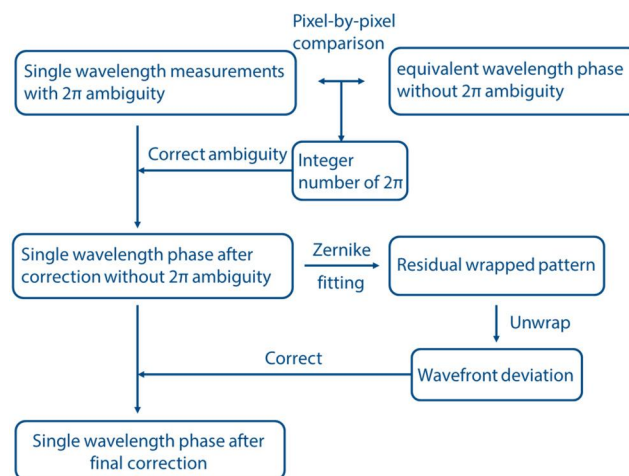 Pixel-by-pixel
comparison
Single wavelength measurements
with 2π ambiguity
equivalent wavelength phase
without 2π ambiguity
Correct ambiguity
Integer
number of 2π
Single wavelength phase after
correction without 2π ambiguity
Zernike
fitting
Residual wrapped pattern
Unwrap
Correct
Wavefront deviation
Single wavelength phase after
final correction